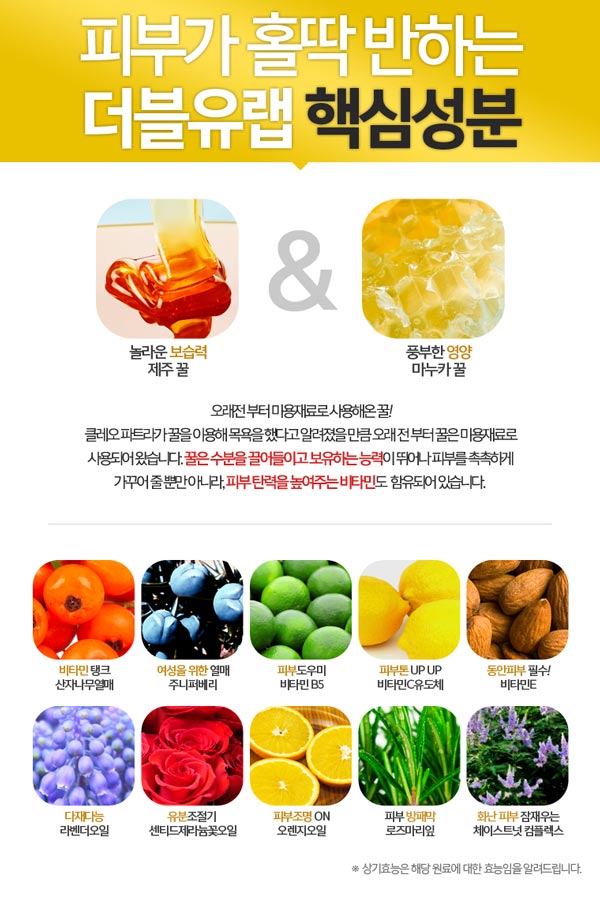 피부가 홀딱 반하는
더블유랩 핵심성분
&
놀라운 보습력
제주 꿀
풍부한 영양
마누카 꿀
오래전 부터 미용재료로 사용해온 꿀!
클레오 파트라가 꿀을 이용해 목욕을 했다고 알려졌을 만큼 오래 전 부터 꿀은 미용재료로
사용되어 왔습니다. 꿀은 수분을 끌어들이고 보유하는 능력이 뛰어나 피부를 촉촉하게
가꾸어 줄 뿐만 아니라, 피부 탄력을 높여주는 비타민도 함유되어 있습니다.
비타민 탱크
산자나무열매
여성을 위한 열매
주니퍼베리
피부도우미
비타민 B5
피부톤 UP UP
비타민C유도체
동안피부 필수!
비타민E
다재다능
라벤더오일
유분조절기
센티드제라늄꽃오일
피부조명 ON
오렌지오일
피부 방패막
로즈마리잎
화난 피부 잠재우는
체이스트넛 컴플렉스
※ 상기효능은 해당 원료에 대한 효능임을 알려드립니다.